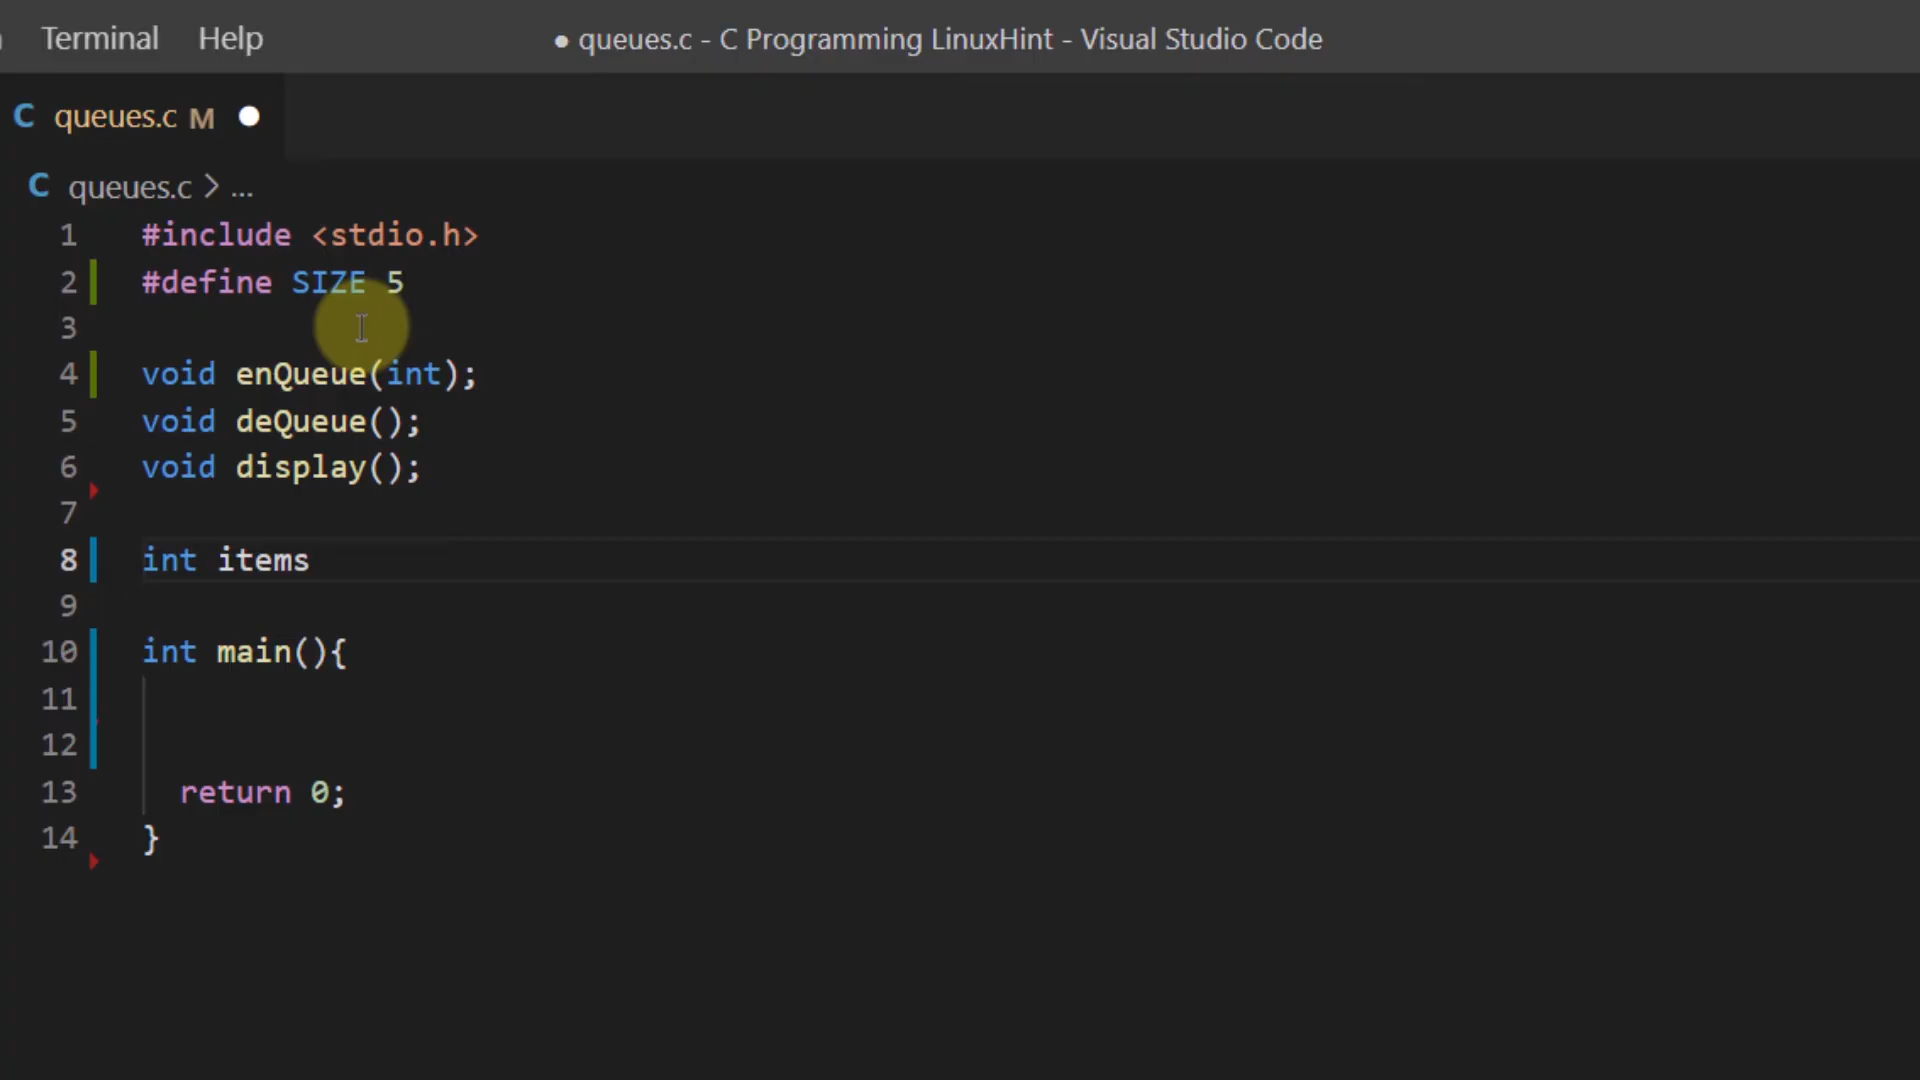 Terminal Help ● queues.c - C Programming LinuxHint - Visual Studio Code
C queues.c M ●
C queues.c > ...
1 #include <stdio.h>
2 #define SIZE 5
3
4 void enQueue(int);
5 void deQueue();
6 void display();
7
8 int items
9
10 int main(){
11
12
13 return 0;
14 }